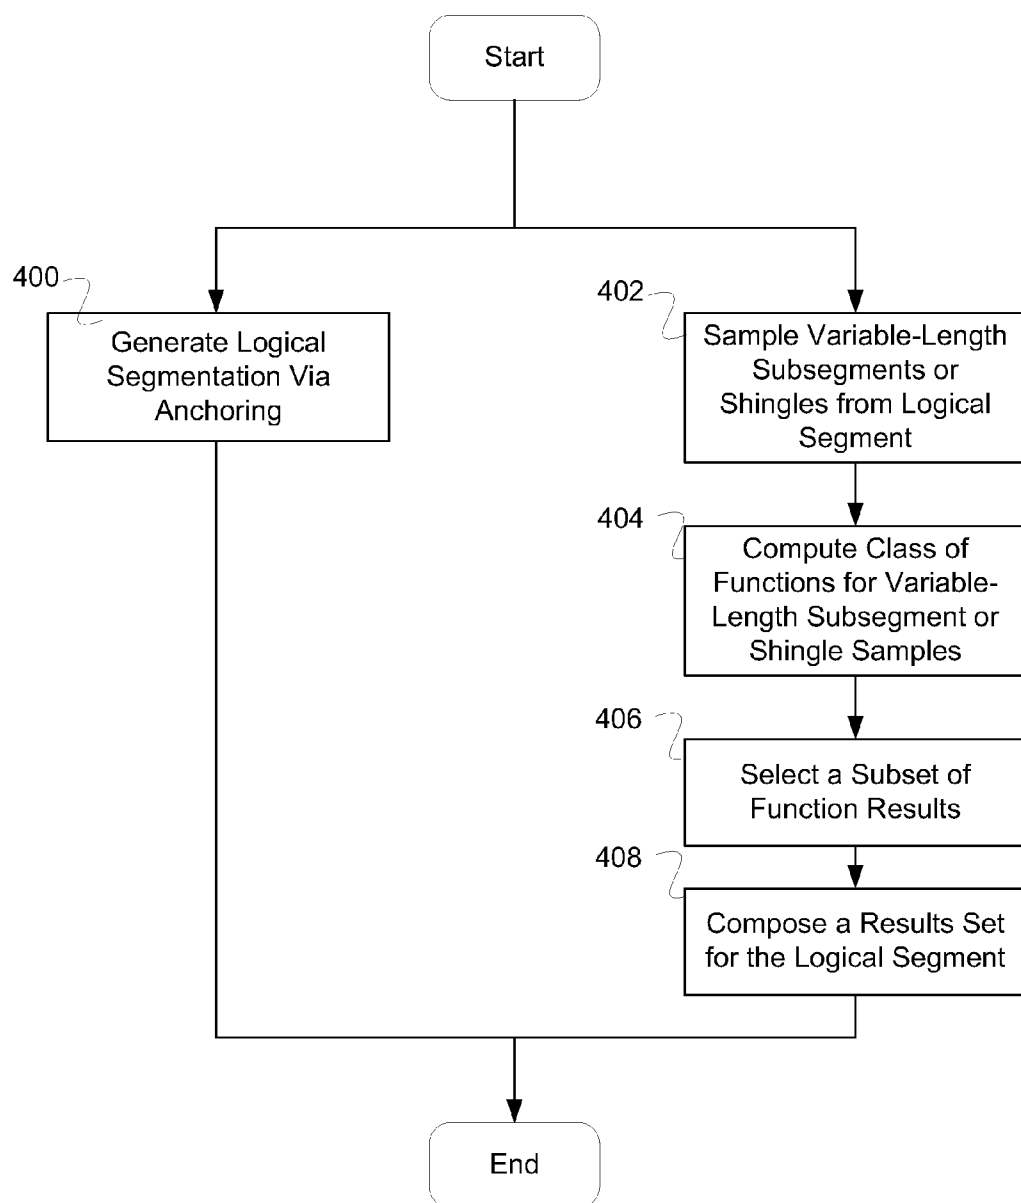 Start
400
Generate Logical
Segmentation Via
Anchoring
402
Sample Variable-Length
Subsegments or
Shingles from Logical
Segment
404
Compute Class of
Functions for Variable-
Length Subsegment or
Shingle Samples
406
Select a Subset of
Function Results
408
Compose a Results Set
for the Logical Segment
End